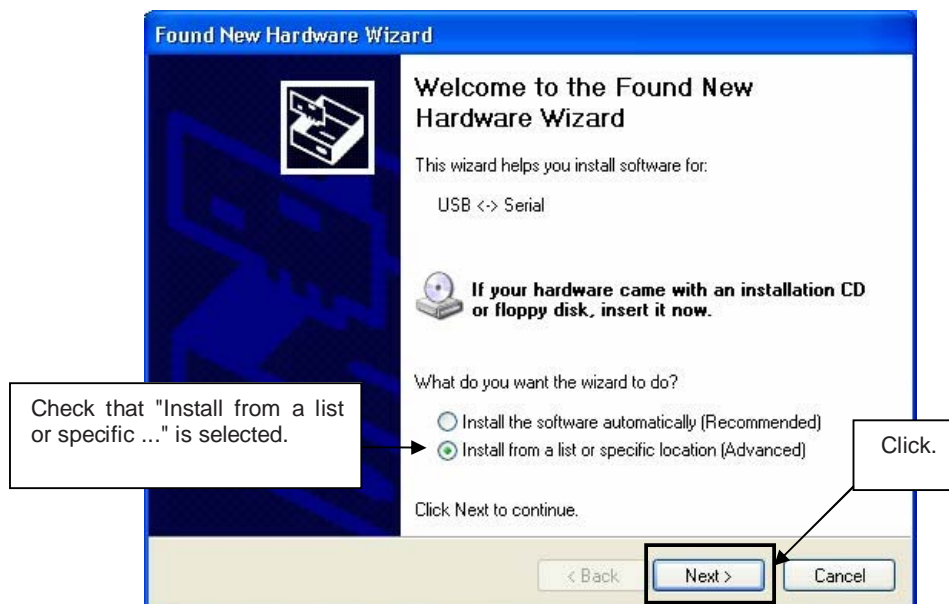 Found New Hardware Wizard
Welcome to the Found New
Hardware Wizard
This wizard helps you install software for:
USB <-> Serial
If your hardware came with an installation CD
or floppy disk, insert it now.
What do you want the wizard to do?
Install the software automatically (Recommended)
Install from a list or specific location (Advanced)
Click Next to continue.
< Back
Next >
Cancel
Check that "Install from a list
or specific ..." is selected.
Click.